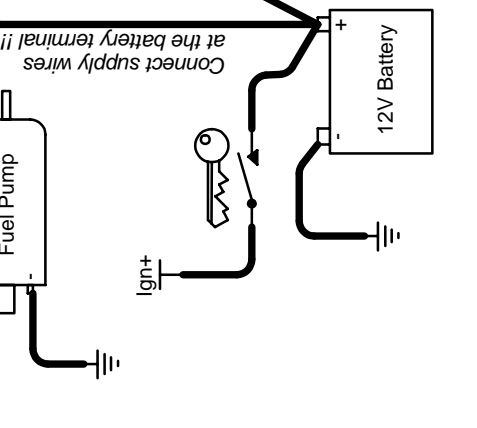 Connect supply wires
at the battery terminal !!
+
12V Battery
-
Fuel Pump
-
Ign+